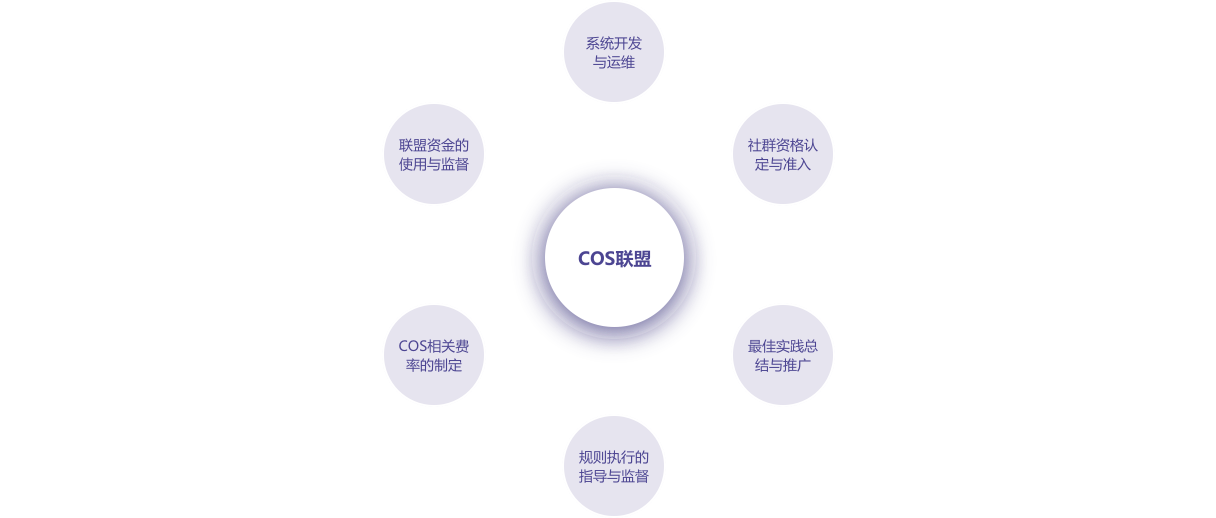 系统开发
与运维
联盟资金的
使用与监督
社群资格认
定与准入
COS联盟
COS相关费
率的制定
最佳实践总
结与推广
规则执行的
指导与监督